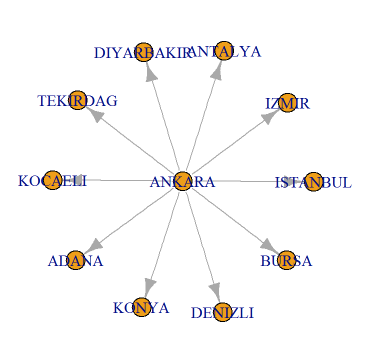 DIYARBAKIR
ANTALYA
TEKIRDAG
IZMIR
KOCAELI
ANKARA
ISTANBUL
ADANA
BURSA
KONYA
DENIZLI